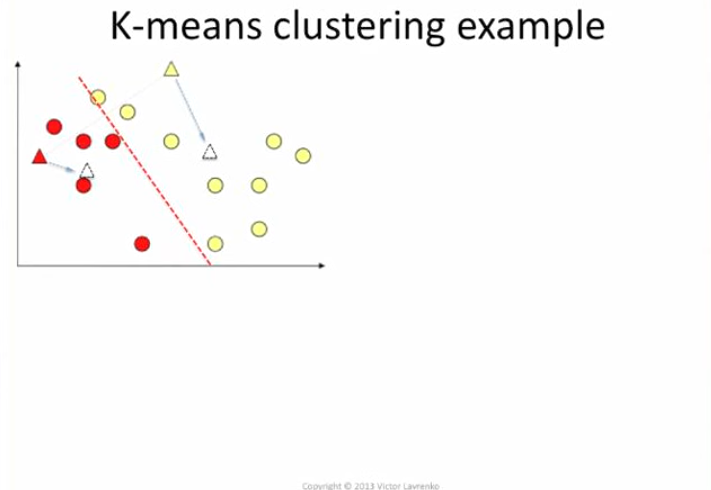 K-means clustering example
Copyright © 2013 Victor Lavrenko